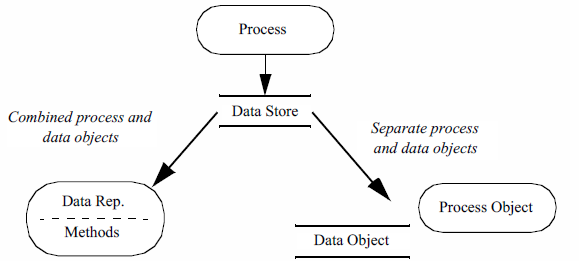 Process
Data Store
Combined process and
data objects
Separate process
and data objects
Data Rep.
Methods
Process Object
Data Object